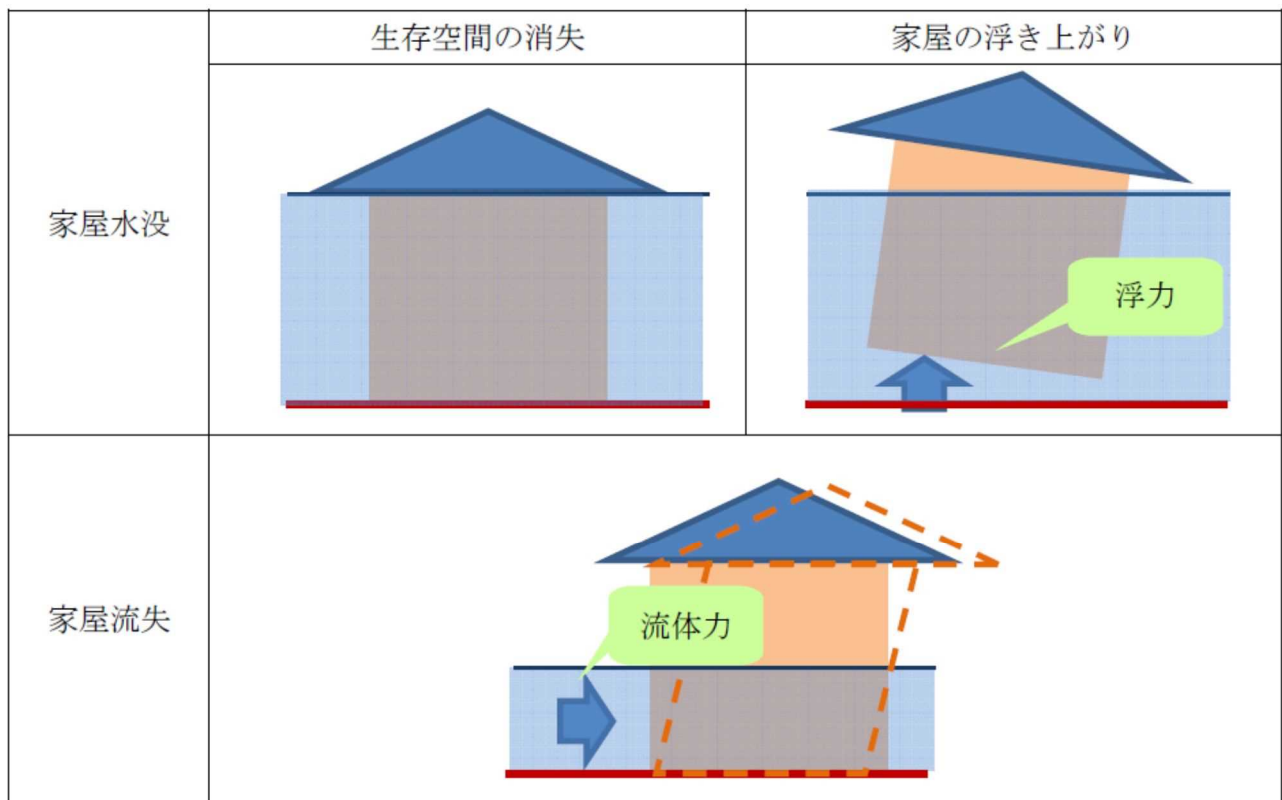 生存空間の消失
家屋の浮き上がり
家屋水没
浮力
家屋流失
流体力